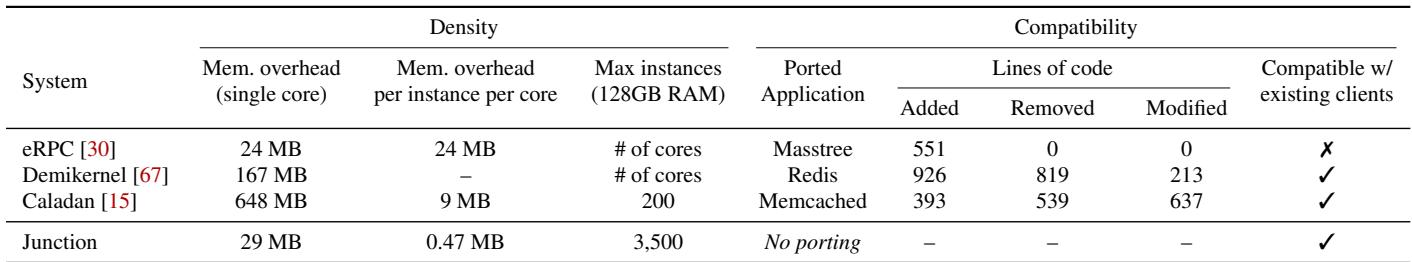 Density Compatibility
System Mem. overhead (single core) Mem. overhead per instance per core Max instances (128GB RAM) Ported Application Lines of code Compatible w/ existing clients
Added Removed Modified
eRPC [30] 24 MB 24 MB # of cores Masstree 551 0 0 ✗
Demikernel [67] 167 MB – # of cores Redis 926 819 213 ✓
Caladan [15] 648 MB 9 MB 200 Memcached 393 539 637 ✓
Junction 29 MB 0.47 MB 3,500 No porting – – – ✓